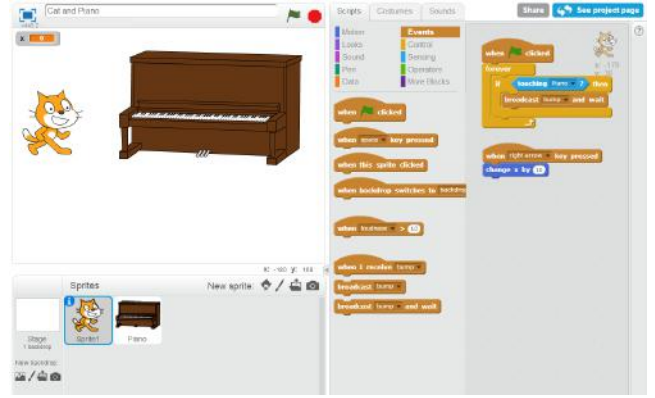 Cat and Piano
Scripts
Costumes
Sounds
Share
See project page
x 0
Motion
Looks
Sound
Pen
Data
Events
Control
Sensing
Operators
More Blocks
when clicked
when space key pressed
when this sprite clicked
when backdrop switches to backdrop
when loudness > 10
when I receive bump
broadcast bump
broadcast bump and wait
when clicked
forever
if touching Piano ? then
broadcast bump and wait
when right arrow key pressed
change x by 10
Sprites
New sprite:
Stage
1 backdrop
New backdrop:
Sprite1
Piano